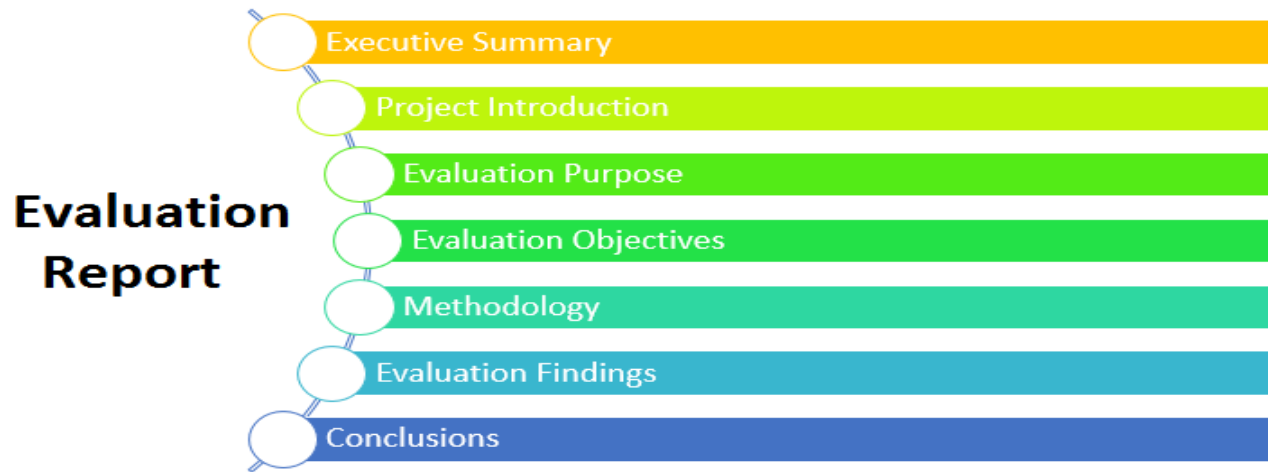 Evaluation
Report
Executive Summary
Project Introduction
Evaluation Purpose
Evaluation Objectives
Methodology
Evaluation Findings
Conclusions